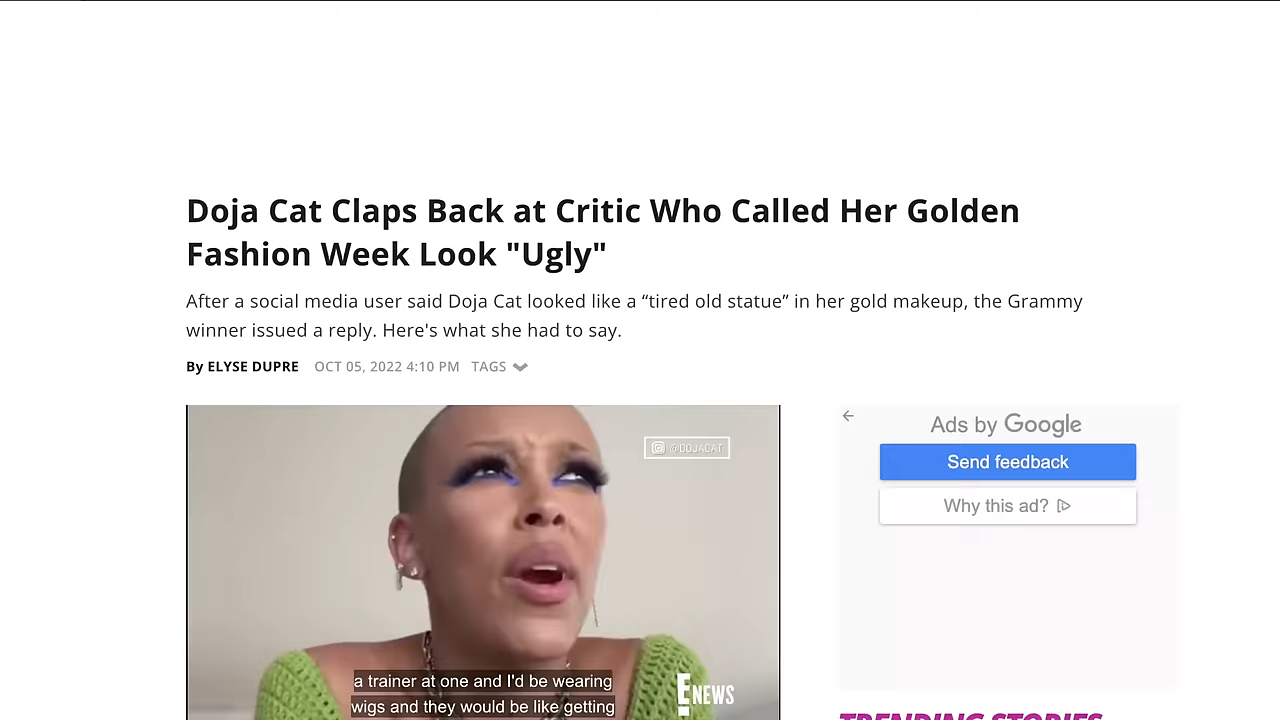 Doja Cat Claps Back at Critic Who Called Her Golden
Fashion Week Look "Ugly"
After a social media user said Doja Cat looked like a “tired old statue” in her gold makeup, the Grammy
winner issued a reply. Here's what she had to say.
By ELYSE DUPRE OCT 05, 2022 4:10 PM TAGS
@DOJACAT
a trainer at one and I'd be wearing
wigs and they would be like getting
E NEWS
Ads by Google
Send feedback
Why this ad?
TRENDING STORIES